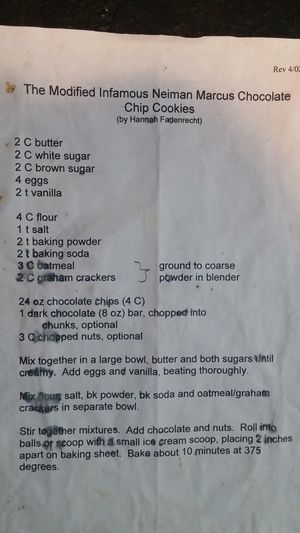 Rev 4/02
The Modified Infamous Neiman Marcus Chocolate
Chip Cookies
(by Hannah Fadenrecht)
2 C butter
2 C white sugar
2 C brown sugar
4 eggs
2 t vanilla
4 C flour
1 t salt
2 t baking powder
2 t baking soda
3 C oatmeal ground to coarse
2 C graham crackers powder in blender
24 oz chocolate chips (4 C)
1 dark chocolate (8 oz) bar, chopped into
chunks, optional
3 C chopped nuts, optional
Mix together in a large bowl, butter and both sugars until
creamy. Add eggs and vanilla, beating thoroughly.
Mix flour, salt, bk powder, bk soda and oatmeal/graham
crackers in separate bowl.
Stir together mixtures. Add chocolate and nuts. Roll into
balls or scoop with a small ice cream scoop, placing 2 inches
apart on baking sheet. Bake about 10 minutes at 375
degrees.